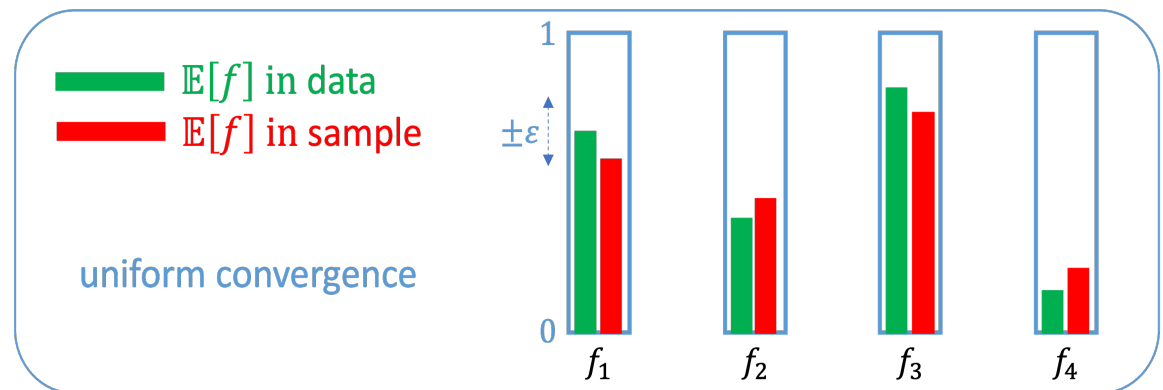 𝔼[f] in data
𝔼[f] in sample
uniform convergence
1
±ε
0
f₁ f₂ f₃ f₄